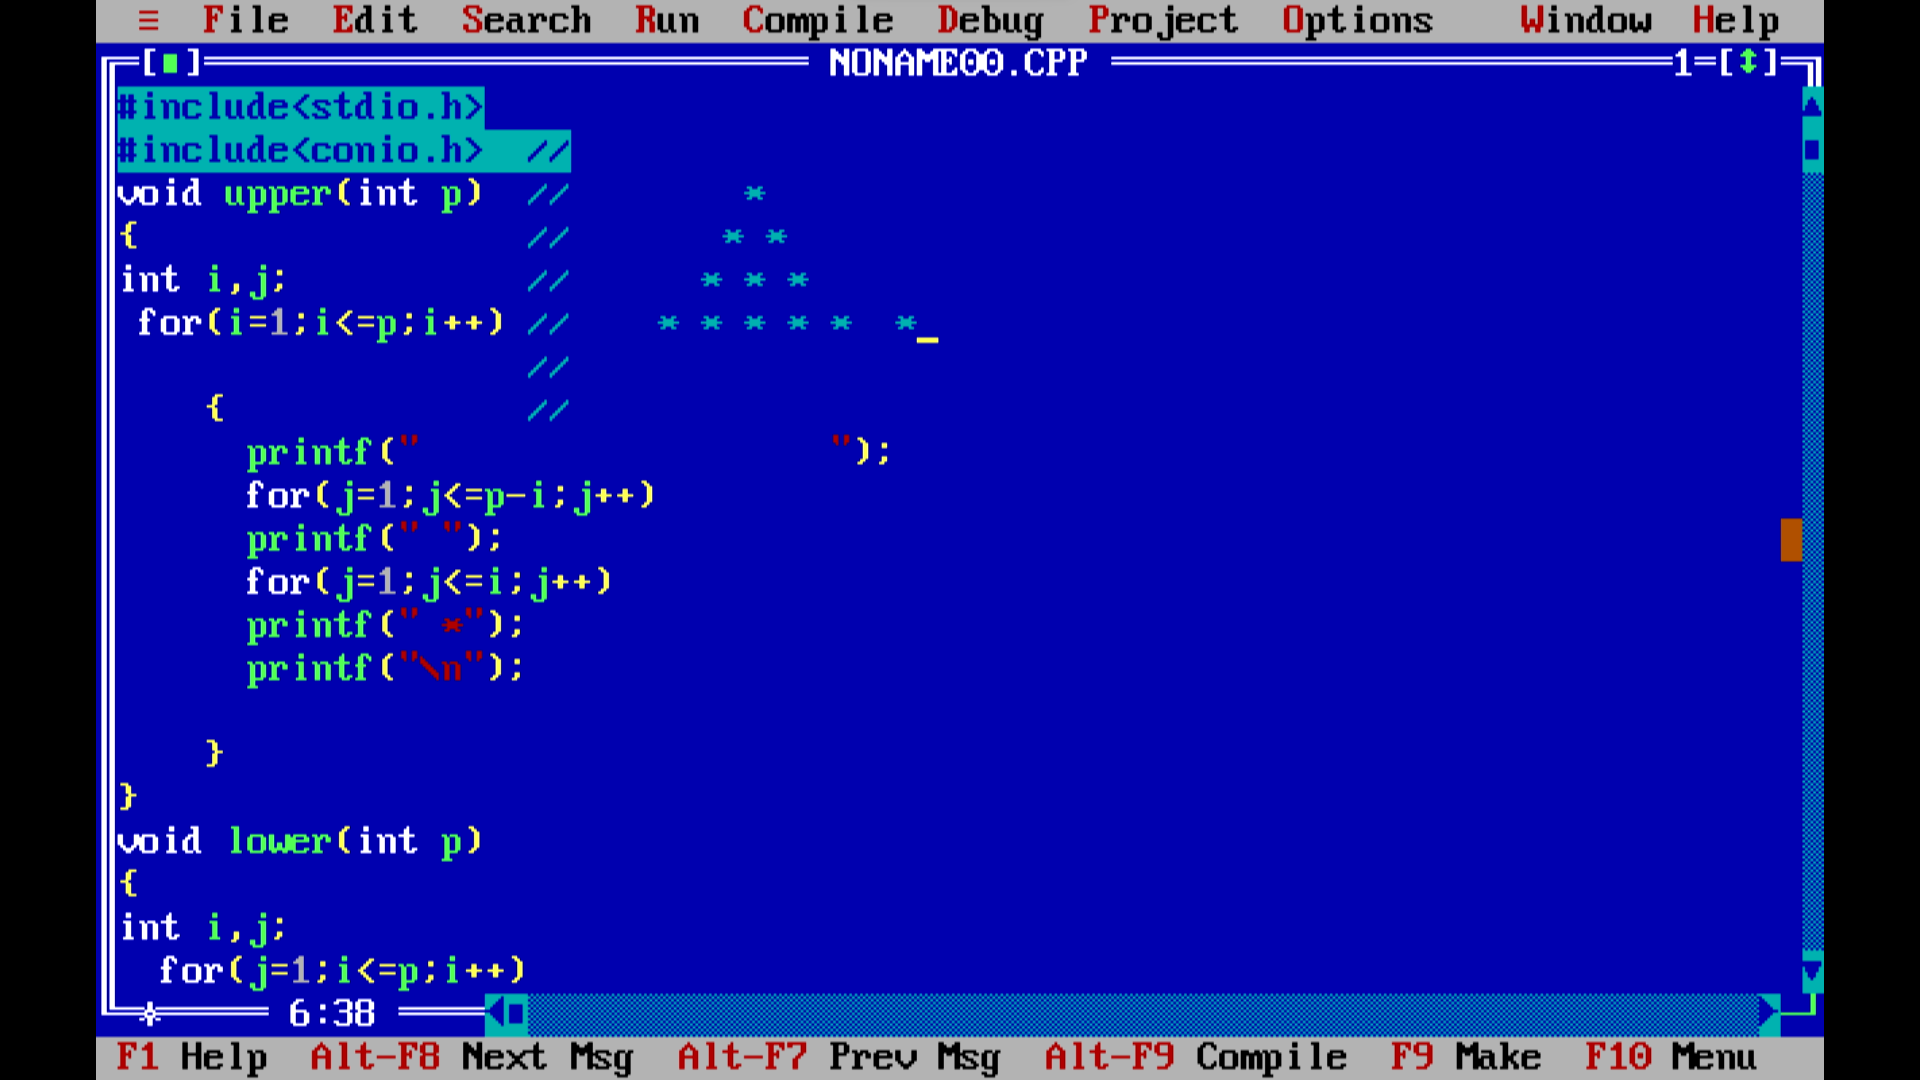 ≡ File Edit Search Run Compile Debug Project Options Window Help
[■] NONAME00.CPP 1=[↕]
#include<stdio.h>
#include<conio.h>  //
void upper(int p)  //        *
{                  //       * *
int i,j;           //      * * *
 for(i=1;i<=p;i++) //    * * * * *  *_
                   //
    {              //
      printf("                   ");
      for(j=1;j<=p-i;j++)
      printf(" ");
      for(j=1;j<=i;j++)
      printf(" *");
      printf("\n");
    }
}
void lower(int p)
{
int i,j;
  for(j=1;i<=p;i++)
6:38
F1 Help  Alt-F8 Next Msg  Alt-F7 Prev Msg  Alt-F9 Compile  F9 Make  F10 Menu